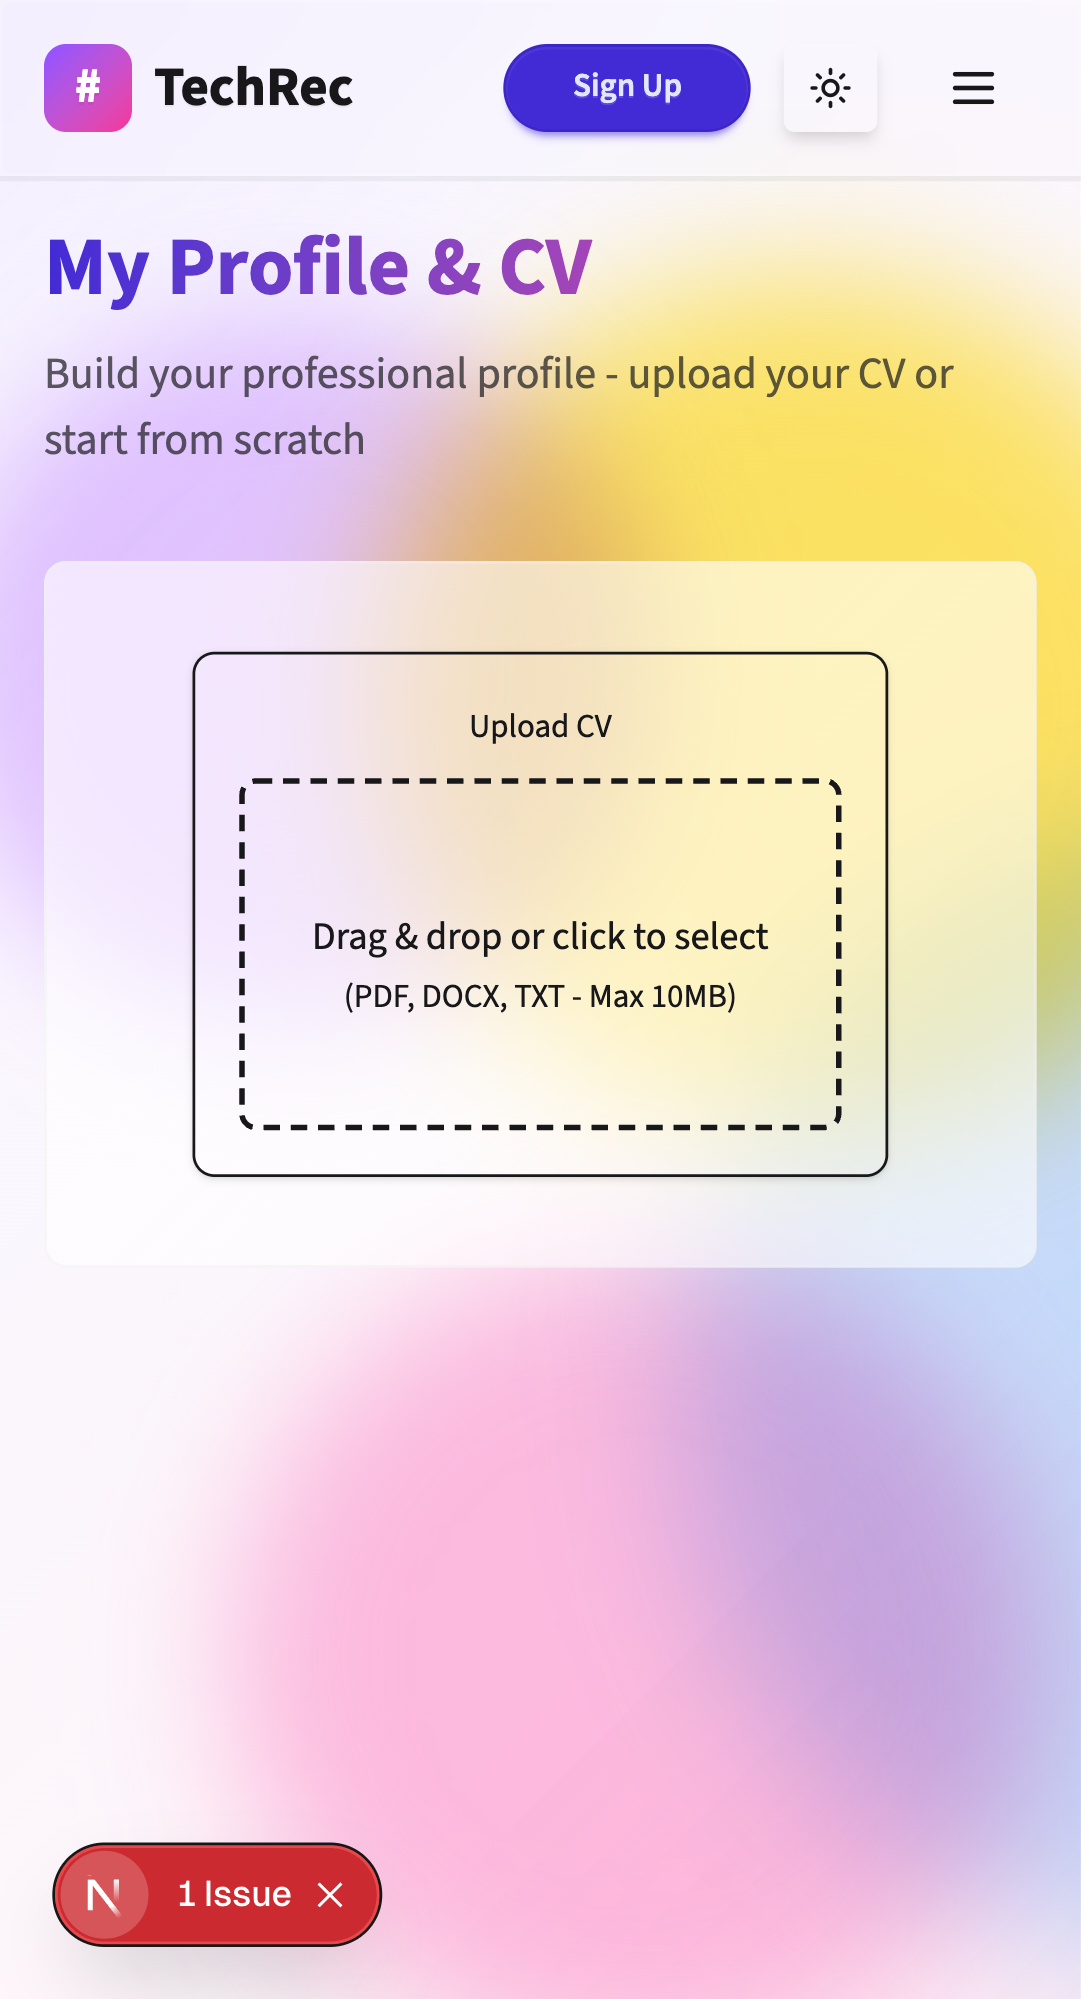 # TechRec
Sign Up
My Profile & CV
Build your professional profile - upload your CV or
start from scratch
Upload CV
Drag & drop or click to select
(PDF, DOCX, TXT - Max 10MB)
N 1 Issue